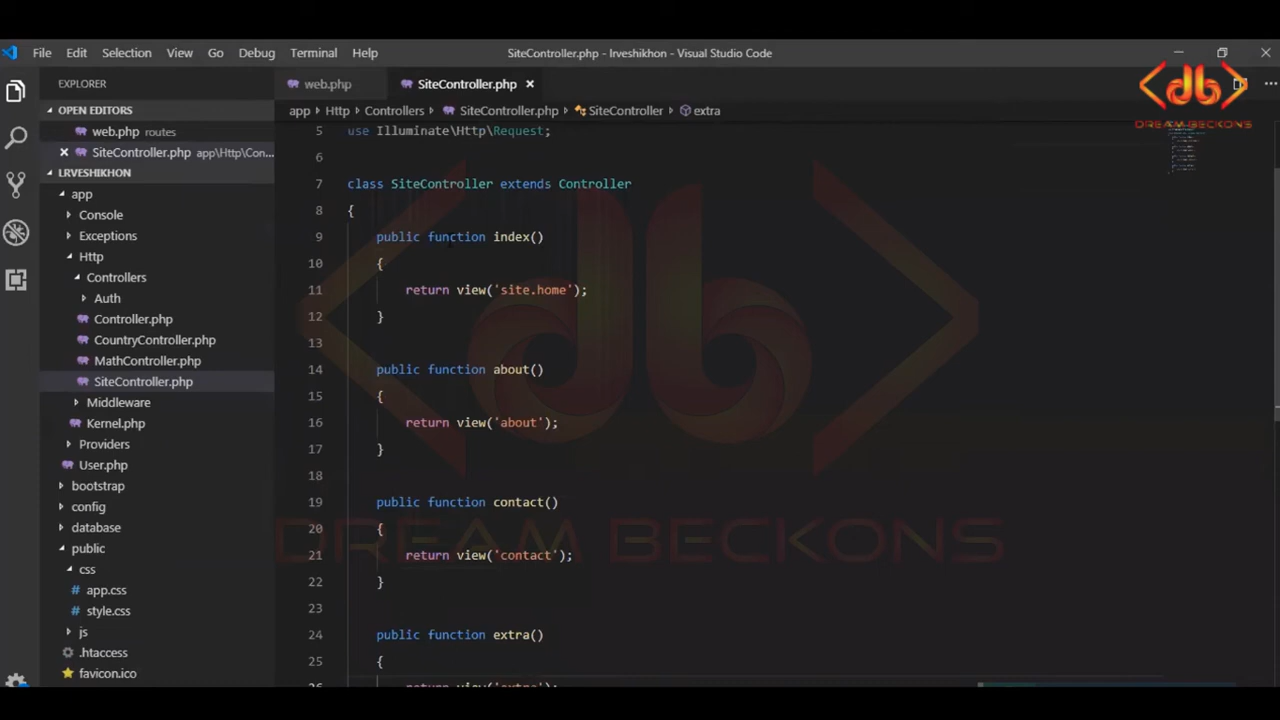 File Edit Selection View Go Debug Terminal Help SiteController.php - lrveshikhon - Visual Studio Code
EXPLORER
OPEN EDITORS
web.php routes
SiteController.php app\Http\Con...
LRVESHIKHON
app
Console
Exceptions
Http
Controllers
Auth
Controller.php
CountryController.php
MathController.php
SiteController.php
Middleware
Kernel.php
Providers
User.php
bootstrap
config
database
public
css
app.css
style.css
js
.htaccess
favicon.ico
web.php SiteController.php
app Http Controllers SiteController.php SiteController extra
5 use Illuminate\Http\Request;
6
7 class SiteController extends Controller
8 {
9 public function index()
10 {
11 return view('site.home');
12 }
13
14 public function about()
15 {
16 return view('about');
17 }
18
19 public function contact()
20 {
21 return view('contact');
22 }
23
24 public function extra()
25 {
26 return view('extra');
DREAM BECKONS
DREAM BECKONS